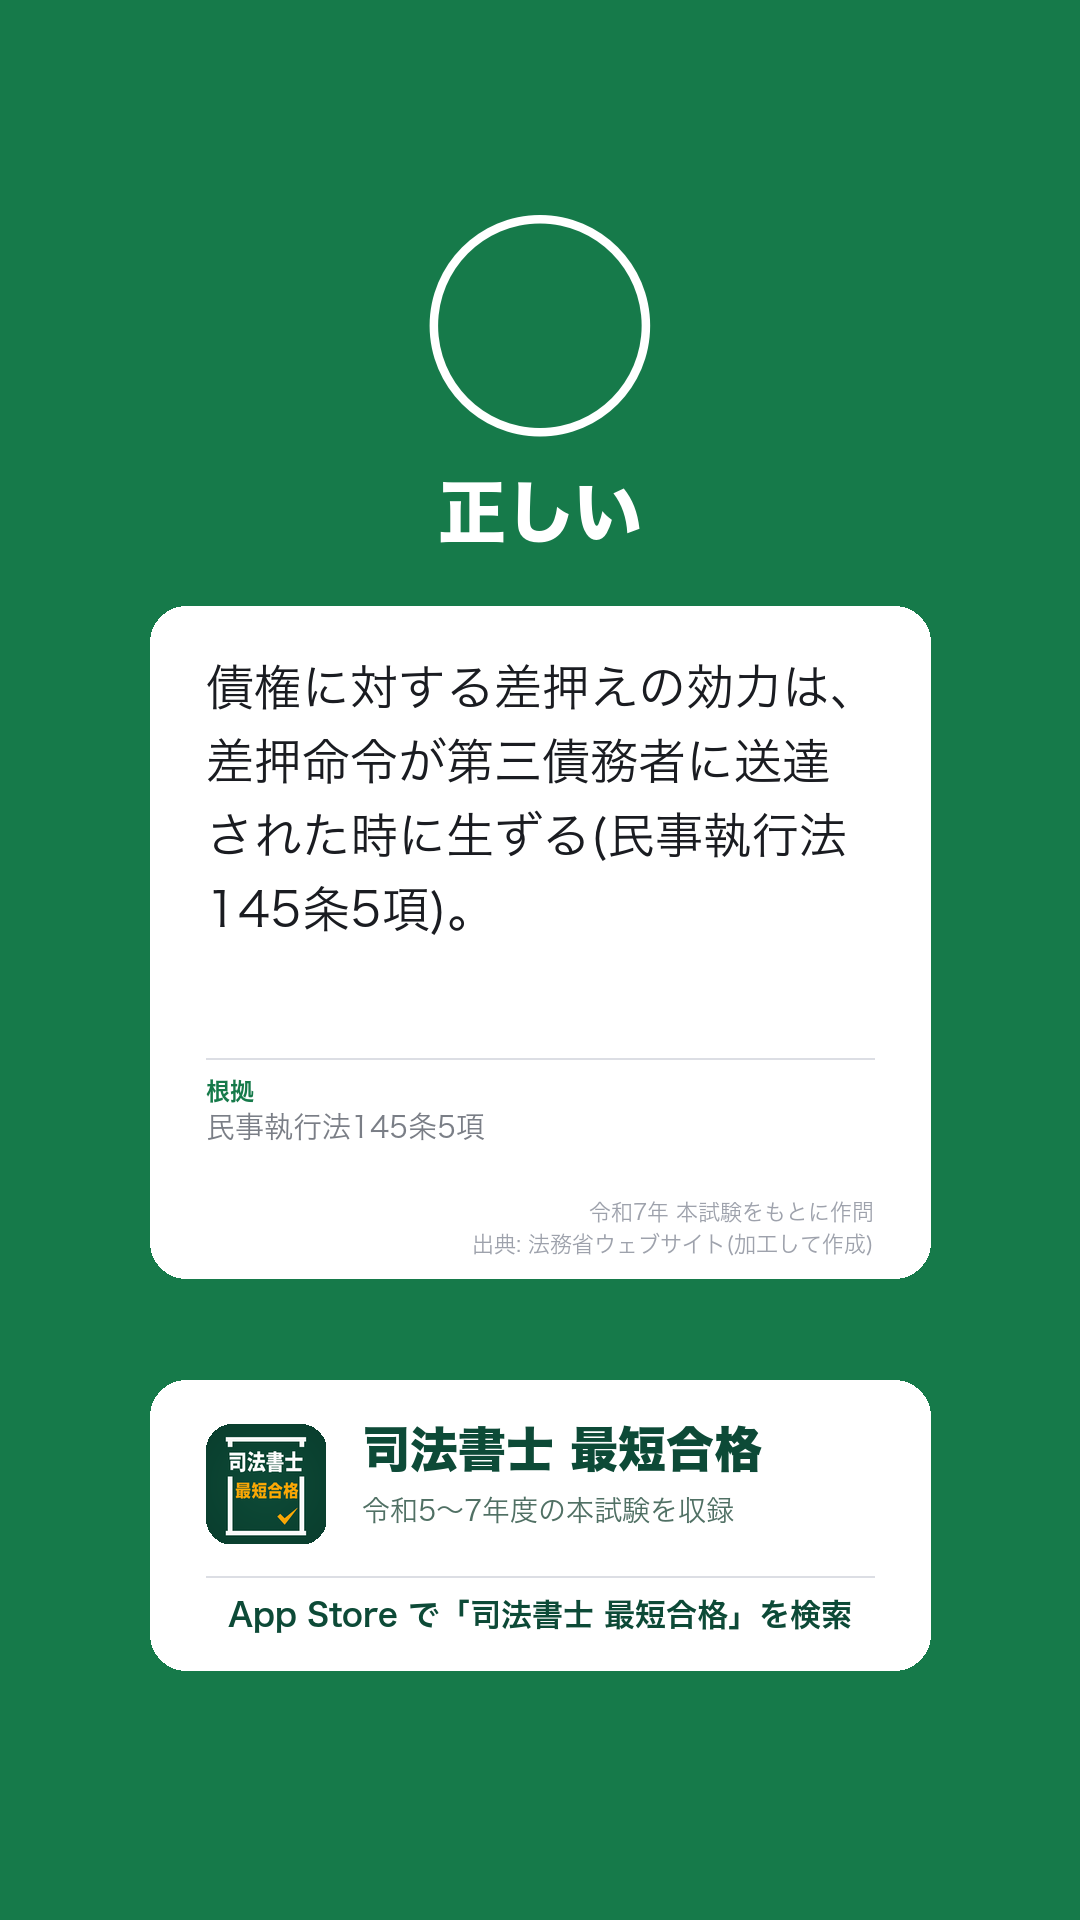 正しい
債権に対する差押えの効力は、
差押命令が第三債務者に送達
された時に生ずる(民事執行法
145条5項)。
根拠
民事執行法145条5項
令和7年 本試験をもとに作問
出典: 法務省ウェブサイト(加工して作成)
司法書士
最短合格
司法書士 最短合格
令和5〜7年度の本試験を収録
App Store で「司法書士 最短合格」を検索